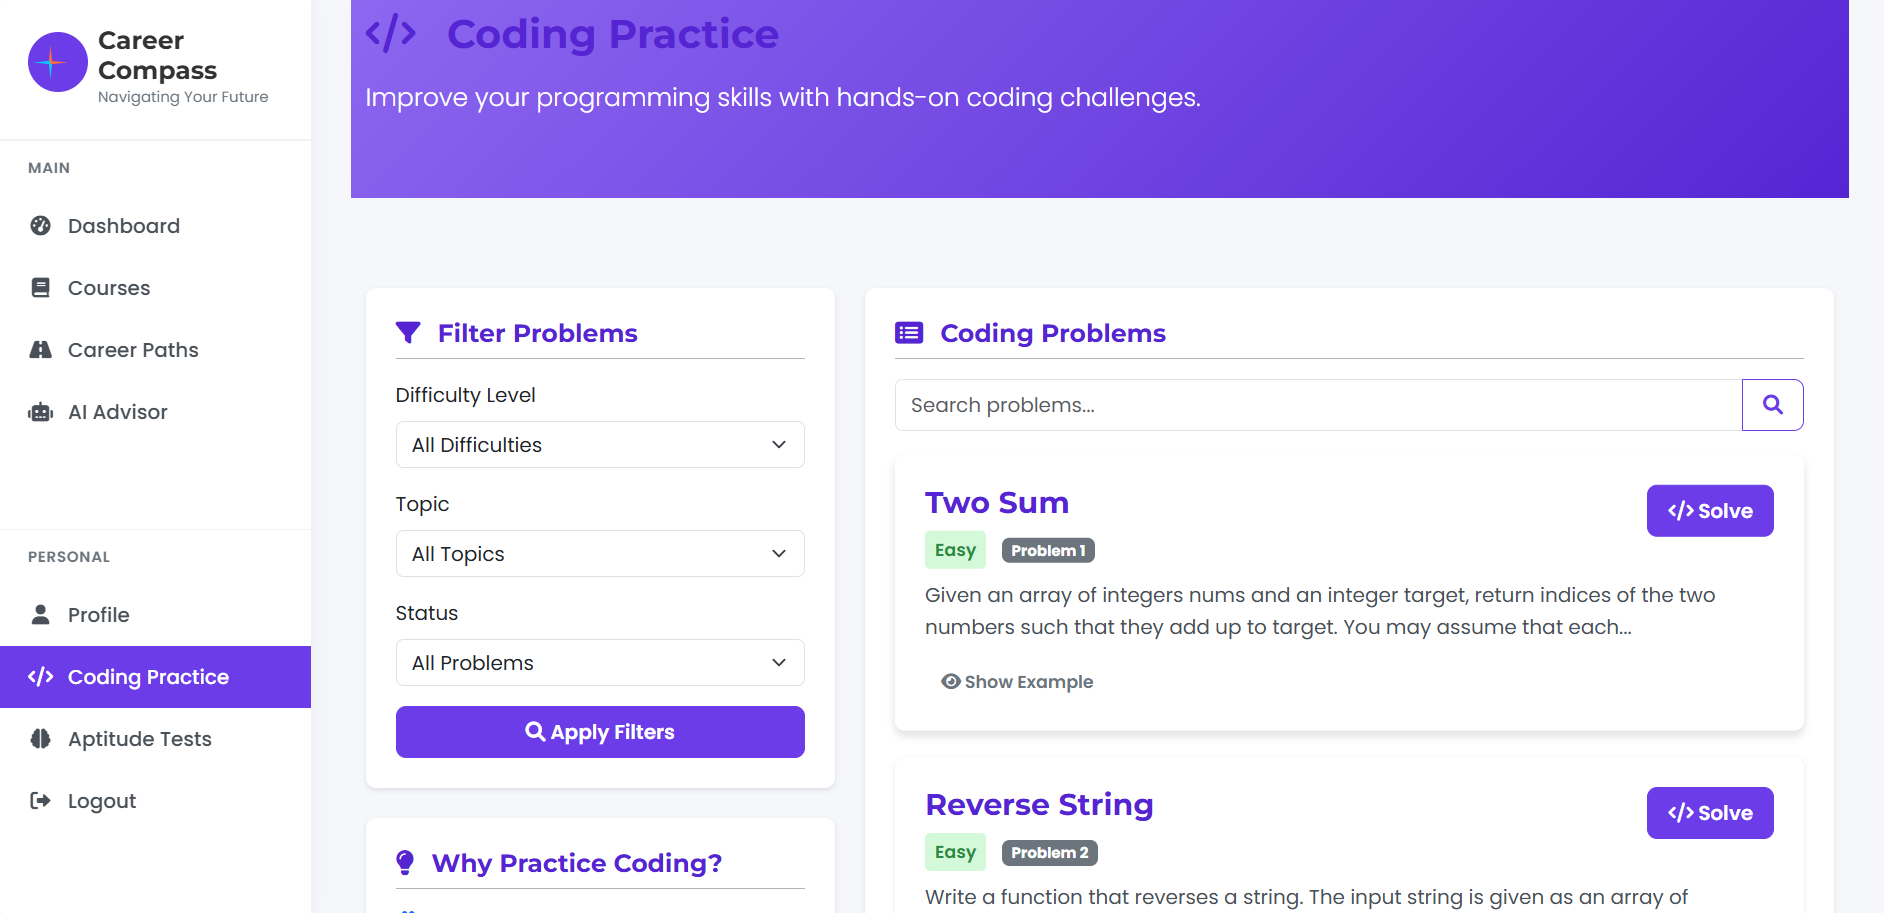 Career
Compass
Navigating Your Future
MAIN
Dashboard
Courses
Career Paths
AI Advisor
PERSONAL
Profile
Coding Practice
Aptitude Tests
Logout
Coding Practice
Improve your programming skills with hands-on coding challenges.
Filter Problems
Difficulty Level
All Difficulties
Topic
All Topics
Status
All Problems
Apply Filters
Why Practice Coding?
Coding Problems
Search problems...
Two Sum
Solve
Easy Problem 1
Given an array of integers nums and an integer target, return indices of the two
numbers such that they add up to target. You may assume that each...
Show Example
Reverse String
Solve
Easy Problem 2
Write a function that reverses a string. The input string is given as an array of